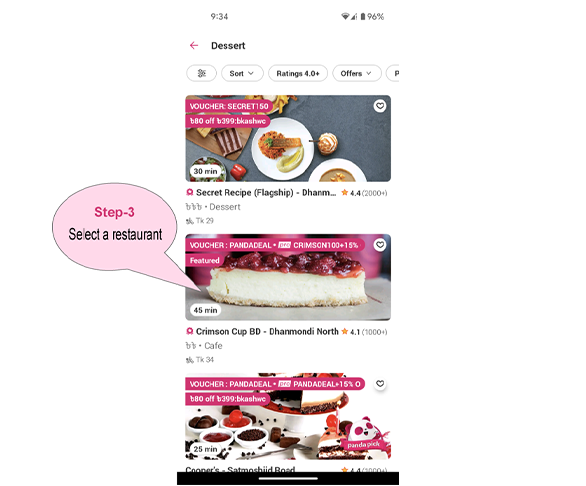 9:34
96%
Dessert
Sort
Ratings 4.0+
Offers
P
VOUCHER: SECRET150
৳80 off ৳399:bkashwc
30 min
Secret Recipe (Flagship) - Dhanm... 4.4 (2000+)
৳৳৳ • Dessert
Tk 29
Step-3
Select a restaurant
VOUCHER : PANDADEAL • pro CRIMSON100+15%
Featured
45 min
Crimson Cup BD - Dhanmondi North 4.1 (1000+)
৳৳ • Cafe
Tk 34
VOUCHER : PANDADEAL • pro PANDADEAL+15% O
৳80 off ৳399:bkashwc
panda pick
25 min
Cooper's - Satmoshjid Road 4.4 (1000+)